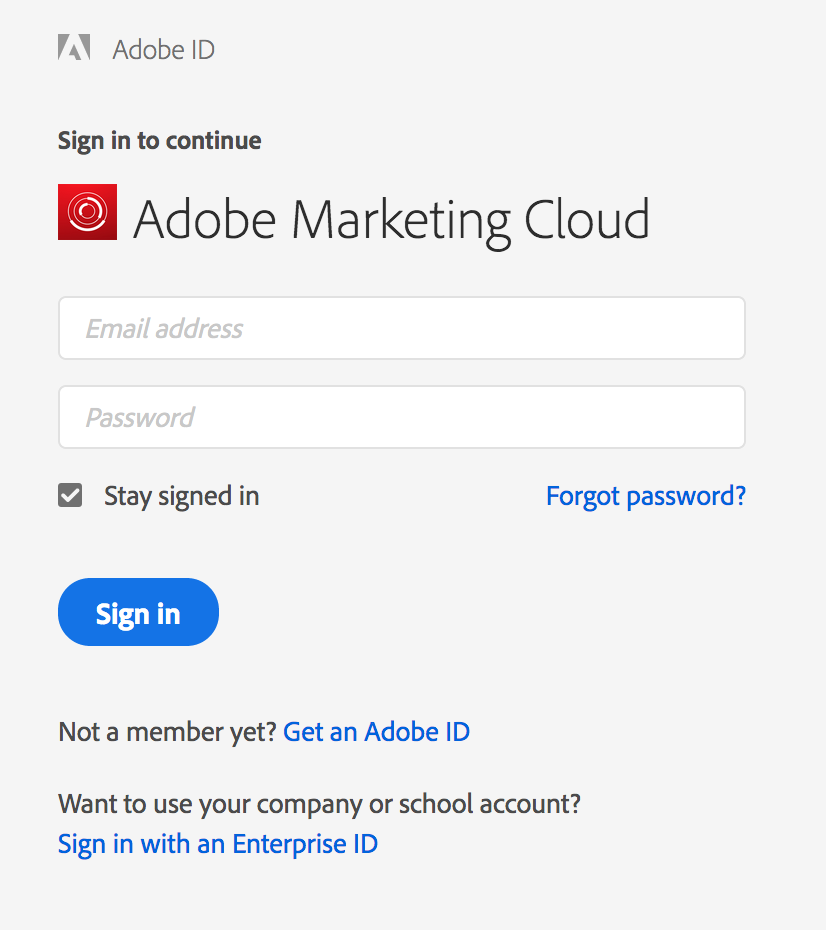 Adobe ID
Sign in to continue
Adobe Marketing Cloud
Email address
Password
Stay signed in
Forgot password?
Sign in
Not a member yet? Get an Adobe ID
Want to use your company or school account?
Sign in with an Enterprise ID